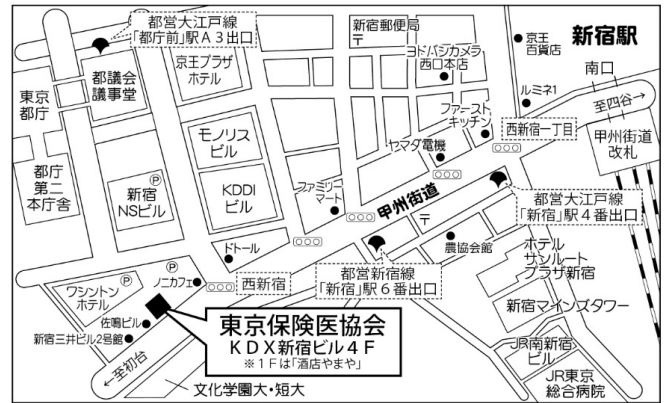 都営大江戸線
「都庁前」駅A3出口
新宿郵便局
〒
ヨドバシカメラ
西口本店
京王
百貨店
新宿駅
南口
ルミネ1
至四谷→
東京
都庁
都議会
議事堂
京王プラザ
ホテル
ファースト
キッチン
西新宿一丁目
甲州街道
改札
モノリス
ビル
ヤマダ電機
都庁
第二
本庁舎
新宿
NSビル
KDDI
ビル
ファミリー
マート
甲州街道
〒
都営大江戸線
「新宿」駅4番出口
P
ドトール
農協会館
ホテル
サンルート
プラザ新宿
P
ワシントン
ホテル
ノニカフェ
西新宿
都営新宿線
「新宿」駅6番出口
新宿マインズタワー
佐鳴ビル
新宿三井ビル2号館
東京保険医協会
KDX新宿ビル4F
※1Fは「酒店やまや」
JR南新宿
ビル
←至初台
文化学園大・短大
JR東京
総合病院